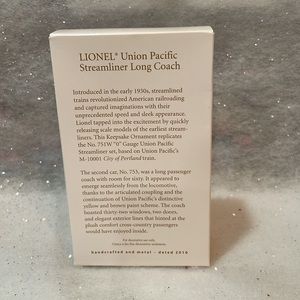 LIONEL® Union Pacific
Streamliner Long Coach
Introduced in the early 1930s, streamlined
trains revolutionized American railroading
and captured imaginations with their
unprecedented speed and sleek appearance.
Lionel tapped into the excitement by quickly
releasing scale models of the earliest stream-
liners. This Keepsake Ornament replicates
the No. 751W "0" Gauge Union Pacific
Streamliner set, based on Union Pacific's
M-10001 City of Portland train.
The second car, No. 753, was a long passenger
coach with room for sixty. It appeared to
emerge seamlessly from the locomotive,
thanks to the articulated coupling and the
continuation of Union Pacific's distinctive
yellow and brown paint scheme. The coach
boasted thirty-two windows, two doors,
and elegant exterior lines that hinted at the
plush comfort cross-country passengers
would have enjoyed inside.
For decorative use only.
handcrafted and metal – dated 2010